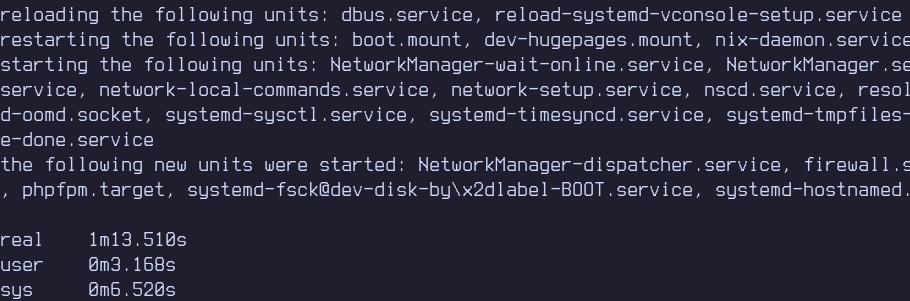 reloading the following units: dbus.service, reload-systemd-vconsole-setup.service
restarting the following units: boot.mount, dev-hugepages.mount, nix-daemon.service
starting the following units: NetworkManager-wait-online.service, NetworkManager.se
service, network-local-commands.service, network-setup.service, nscd.service, resol
d-oomd.socket, systemd-sysctl.service, systemd-timesyncd.service, systemd-tmpfiles-
e-done.service
the following new units were started: NetworkManager-dispatcher.service, firewall.s
, phpfpm.target, systemd-fsck@dev-disk-by\x2dlabel-BOOT.service, systemd-hostnamed.
real 1m13.510s
user 0m3.168s
sys 0m6.520s